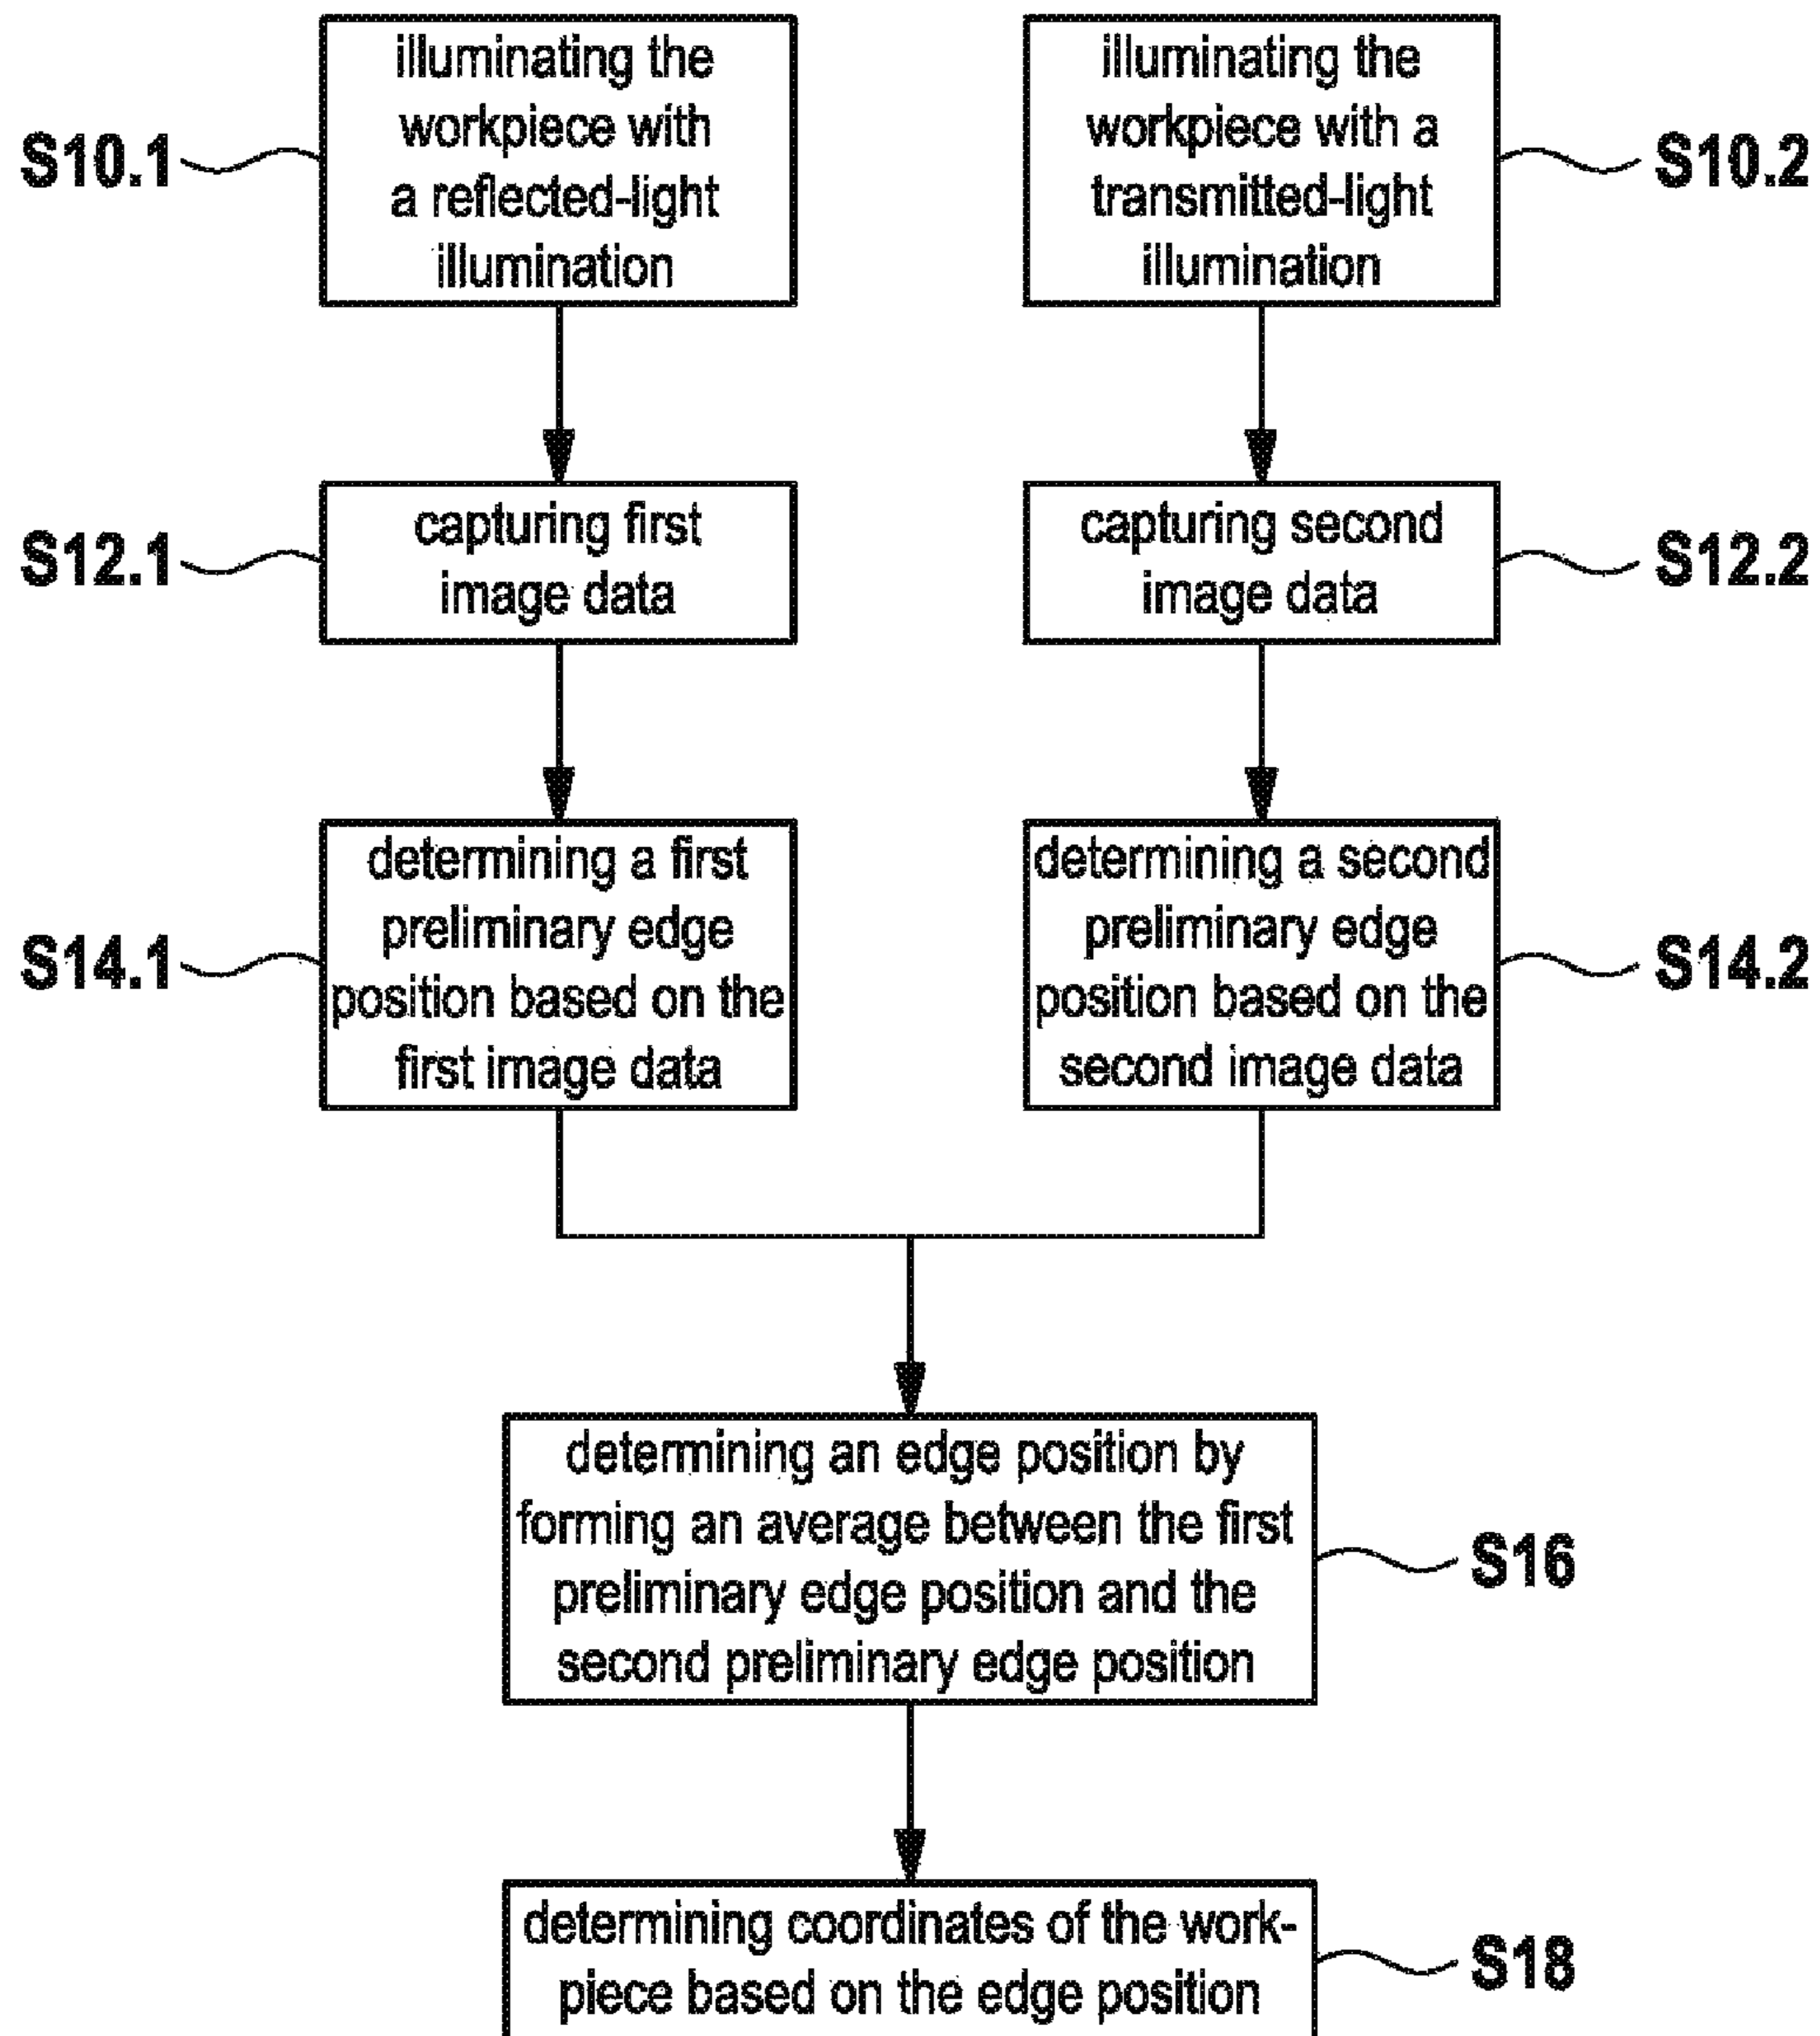 S10.1
illuminating the
workpiece with
a reflected-light
illumination
illuminating the
workpiece with a
transmitted-light
illumination
S10.2
S12.1
capturing first
image data
capturing second
image data
S12.2
S14.1
determining a first
preliminary edge
position based on the
first image data
determining a second
preliminary edge
position based on the
second image data
S14.2
determining an edge position by
forming an average between the first
preliminary edge position and the
second preliminary edge position
S16
determining coordinates of the work-
piece based on the edge position
S18